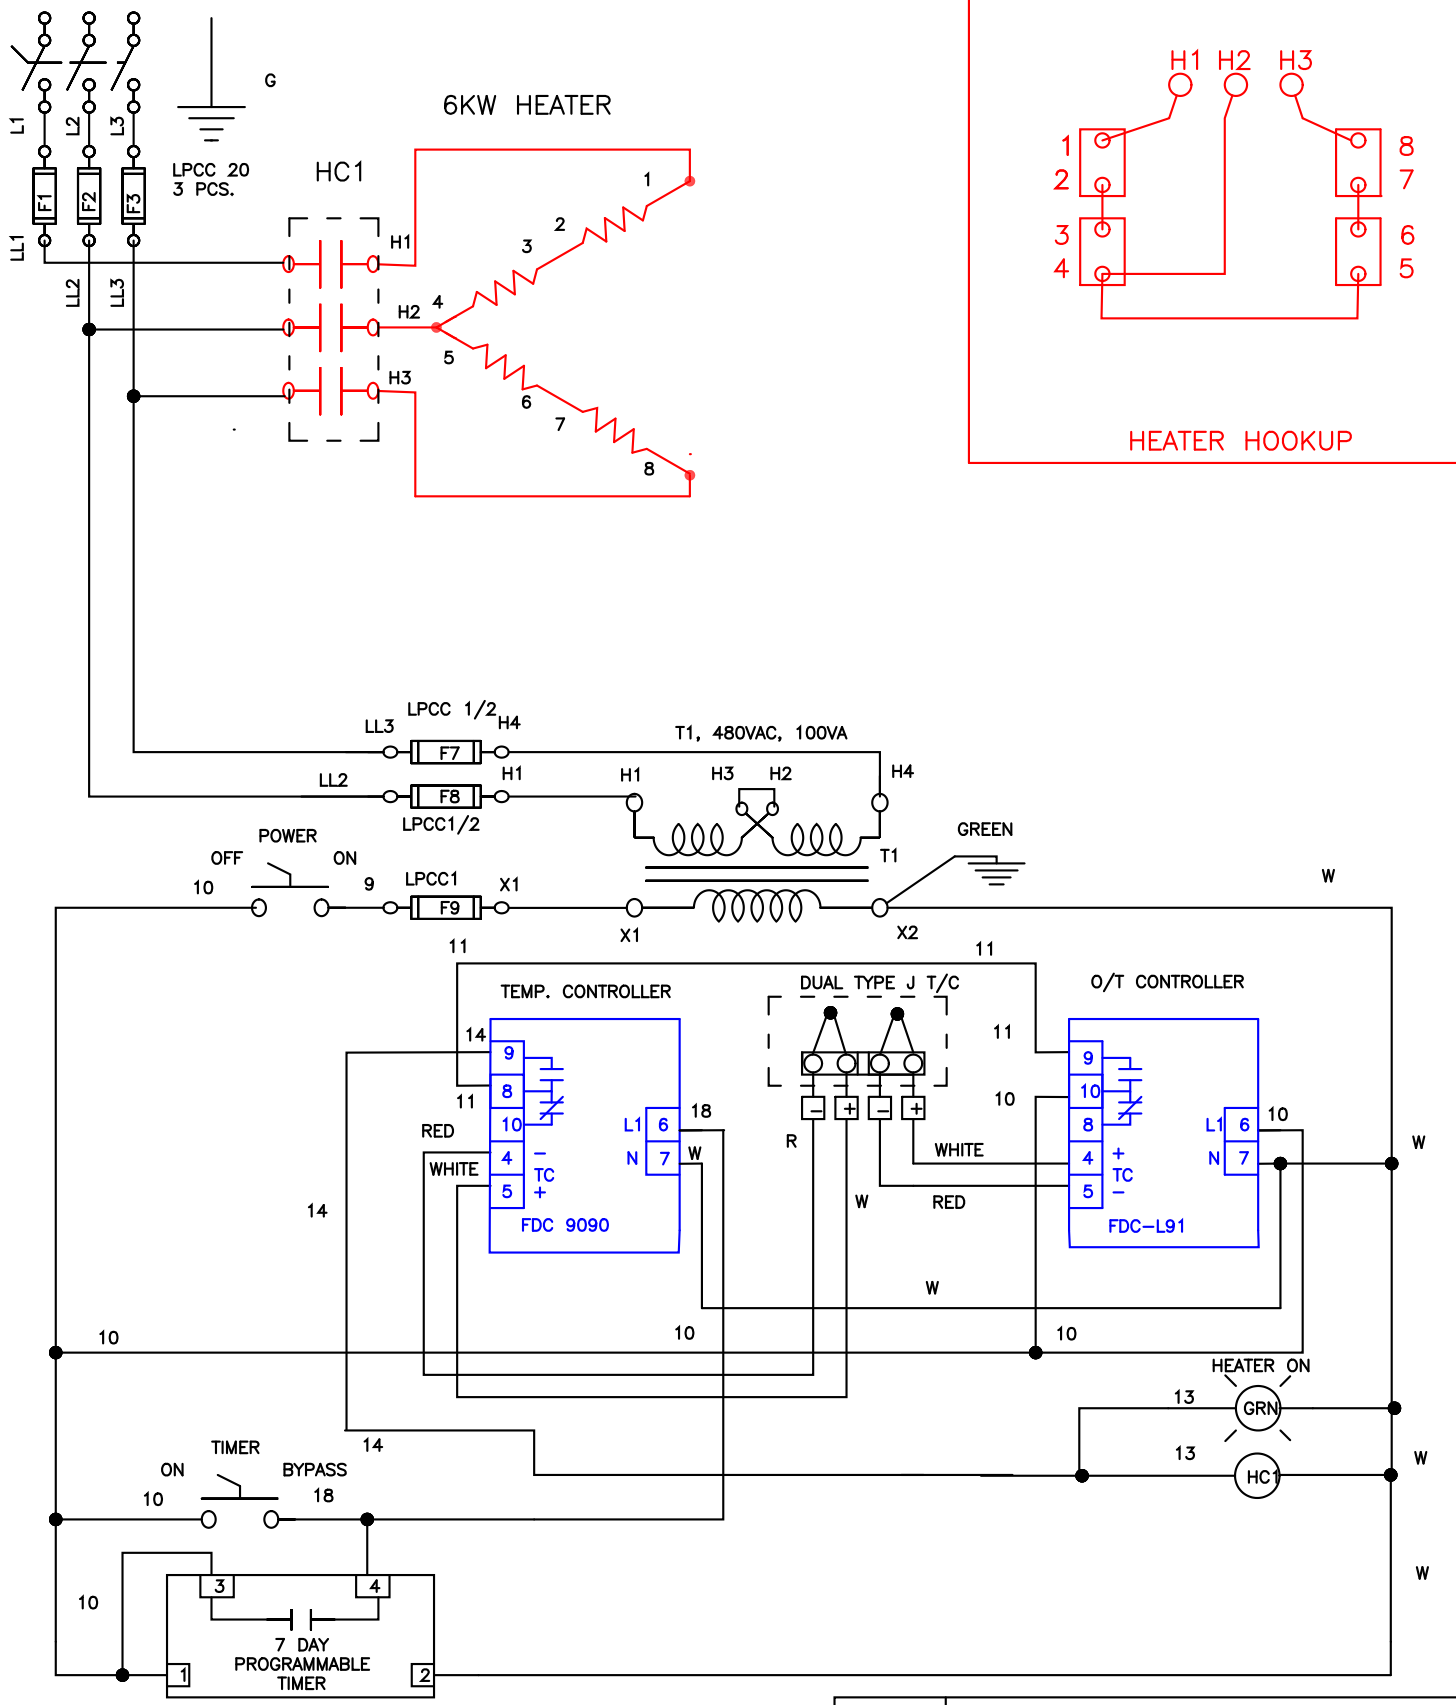 L1
L2
L3
G
LPCC 20
3 PCS.
F1
F2
F3
LL1
LL2
LL3
6KW HEATER
HC1
H1
H2
H3
1
2
3
4
5
6
7
8
H1 H2 H3
1
2
3
4
8
7
6
5
HEATER HOOKUP
LL3
LPCC 1/2
H4
F7
LL2
H1
F8
LPCC1/2
T1, 480VAC, 100VA
H1
H3
H2
H4
T1
GREEN
POWER
OFF
ON
10
9
LPCC1
X1
F9
X1
X2
W
11
11
TEMP. CONTROLLER
DUAL TYPE J T/C
O/T CONTROLLER
14
9
8
11
10
RED
4
-
WHITE
TC
5
+
FDC 9090
L1
6
18
N
7
W
-
+
-
+
R
W
WHITE
RED
11
9
10
10
8
4
+
TC
5
-
FDC-L91
L1
6
10
N
7
W
14
W
10
10
10
HEATER ON
13
GRN
13
HC1
W
14
TIMER
ON
BYPASS
10
18
W
10
3
4
7 DAY
PROGRAMMABLE
TIMER
1
2